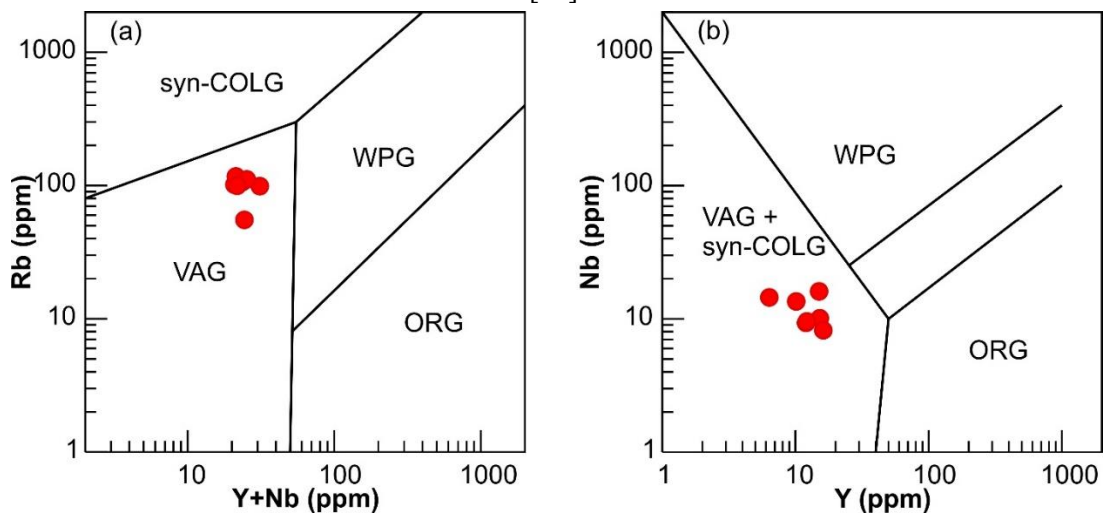 (a)
1000
syn-COLG
WPG
100
VAG
10
ORG
1
10
100
1000
Rb (ppm)
Y+Nb (ppm)
(b)
1000
WPG
100
VAG +
syn-COLG
10
ORG
1
1
10
100
1000
Nb (ppm)
Y (ppm)